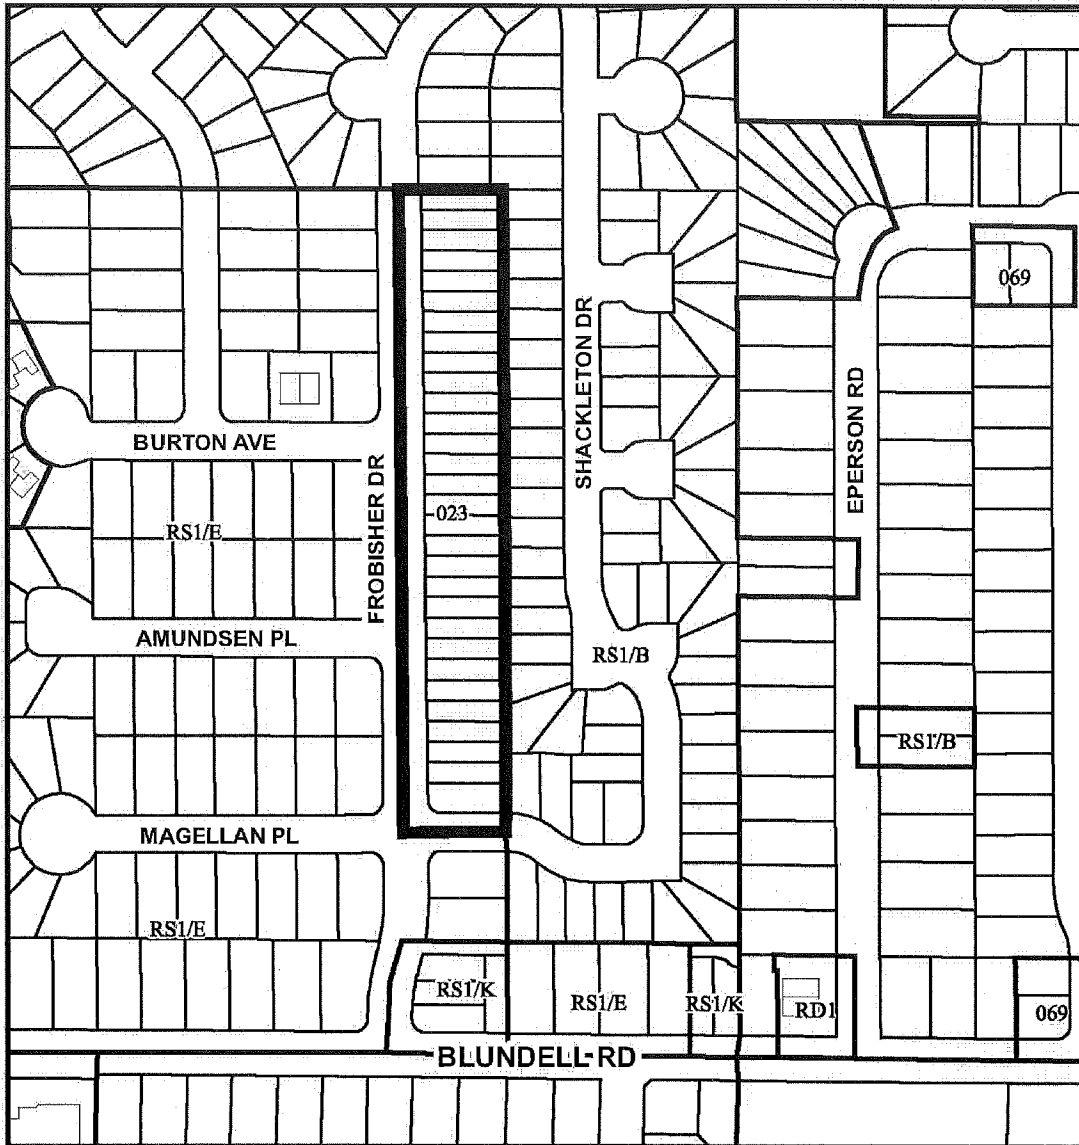 069
SHACKLETON DR
EPERSON RD
BURTON AVE
FROBISHER DR
023
RS1/E
AMUNDSEN PL
RS1/B
RS1/B
MAGELLAN PL
RS1/E
RS1/K
RS1/E
RS1/K
RD1
069
BLUNDELL RD